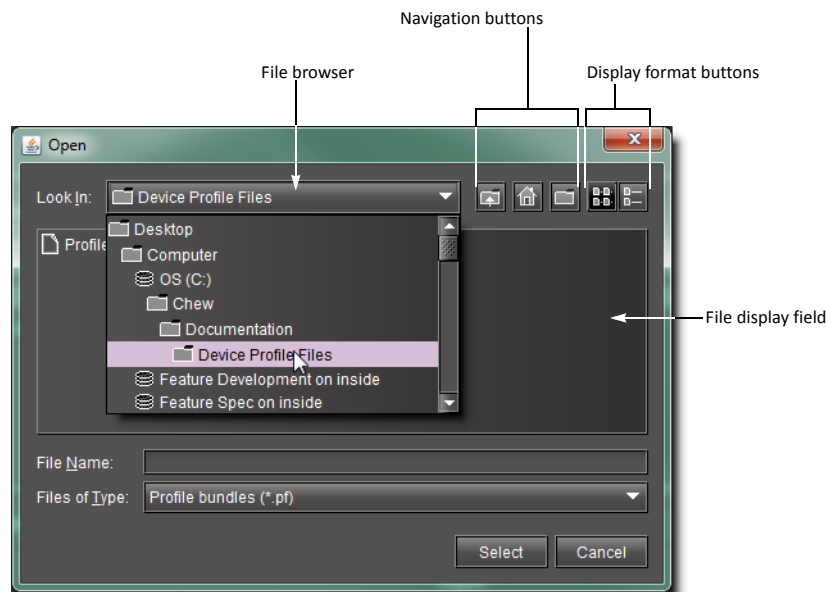 Navigation buttons
File browser
Display format buttons
Open
Look In:
Device Profile Files
Desktop
Profile
Computer
OS (C:)
Chew
Documentation
File display field
Device Profile Files
Feature Development on inside
Feature Spec on inside
File Name:
Files of Type:
Profile bundles (*.pf)
Select
Cancel